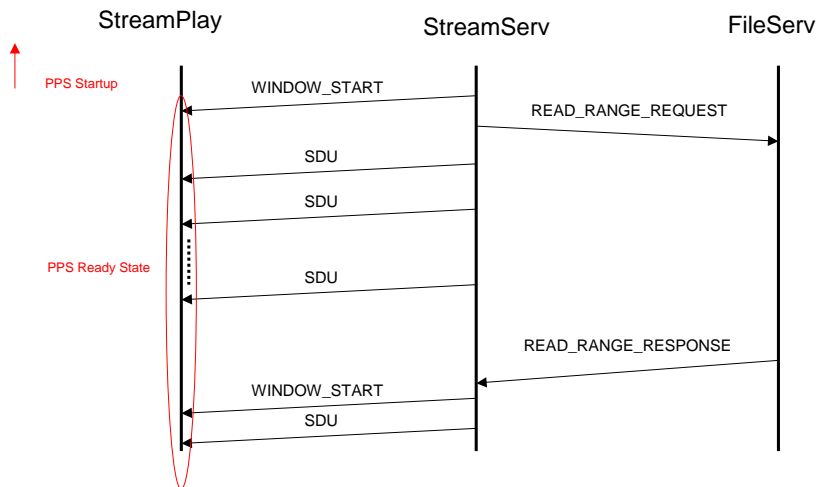 StreamPlay
StreamServ
FileServ
PPS Startup
WINDOW_START
READ_RANGE_REQUEST
SDU
SDU
PPS Ready State
SDU
READ_RANGE_RESPONSE
WINDOW_START
SDU